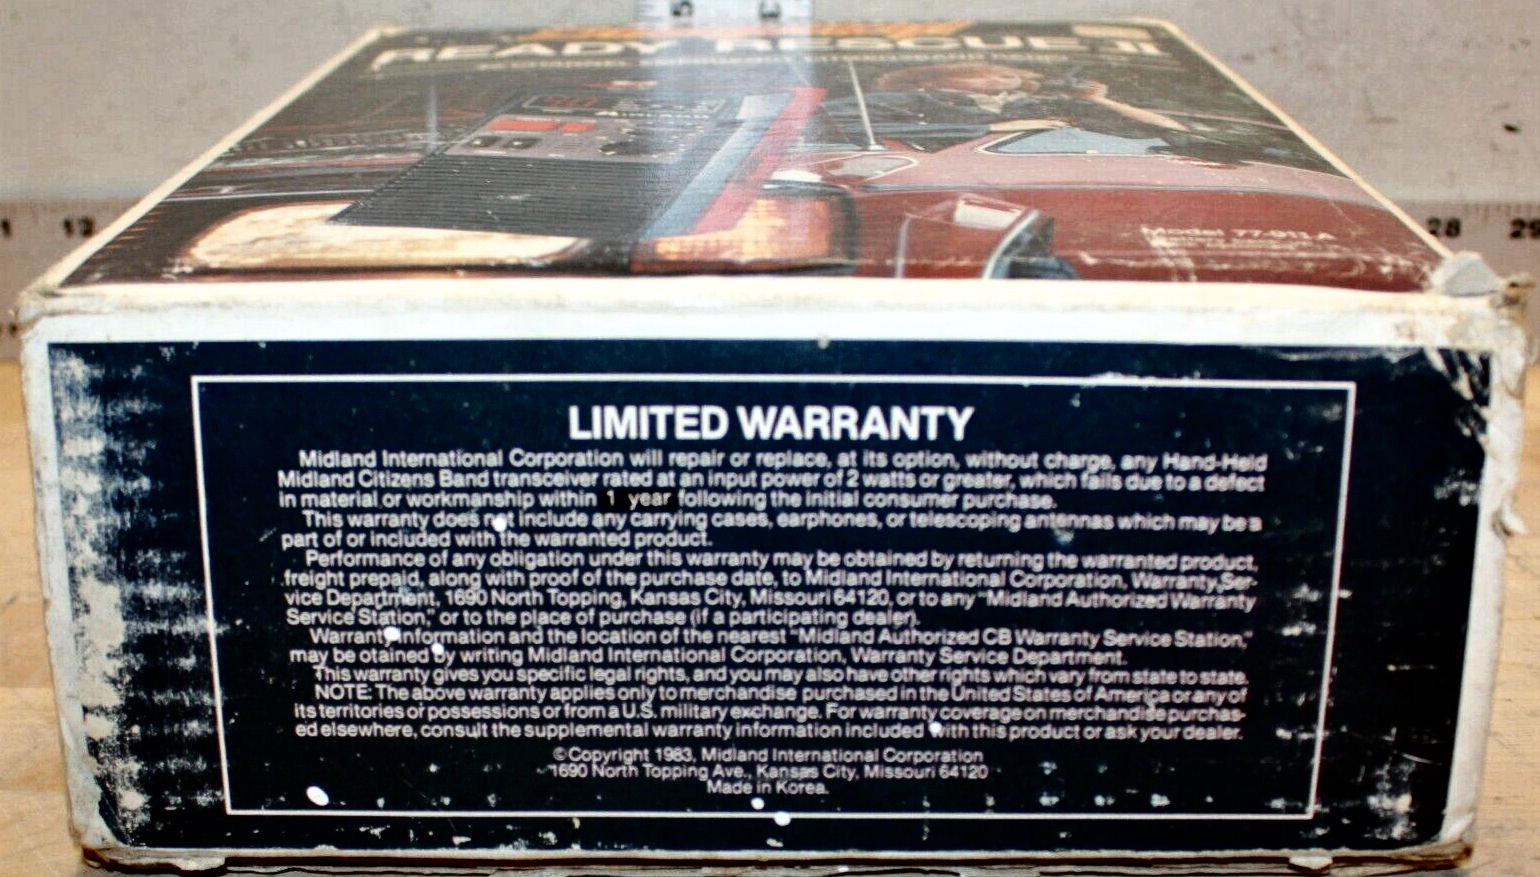 READY RESCUE II
Model 77-911A
28 29
LIMITED WARRANTY
Midland International Corporation will repair or replace, at its option, without charge, any Hand-Held
Midland Citizens Band transceiver rated at an input power of 2 watts or greater, which fails due to a defect
in material or workmanship within 1 year following the initial consumer purchase.
This warranty does not include any carrying cases, earphones, or telescoping antennas which may be a
part of or included with the warranted product.
Performance of any obligation under this warranty may be obtained by returning the warranted product,
freight prepaid, along with proof of the purchase date, to Midland International Corporation, Warranty Ser-
vice Department, 1690 North Topping, Kansas City, Missouri 64120, or to any "Midland Authorized Warranty
Service Station," or to the place of purchase (if a participating dealer).
Warranty information and the location of the nearest "Midland Authorized CB Warranty Service Station,"
may be otained by writing Midland International Corporation, Warranty Service Department.
This warranty gives you specific legal rights, and you may also have other rights which vary from state to state.
NOTE: The above warranty applies only to merchandise purchased in the United States of America or any of
its territories or possessions or from a U.S. military exchange. For warranty coverage on merchandise purchas-
ed elsewhere, consult the supplemental warranty information included with this product or ask your dealer.
©Copyright 1983, Midland International Corporation
1690 North Topping Ave., Kansas City, Missouri 64120
Made in Korea.